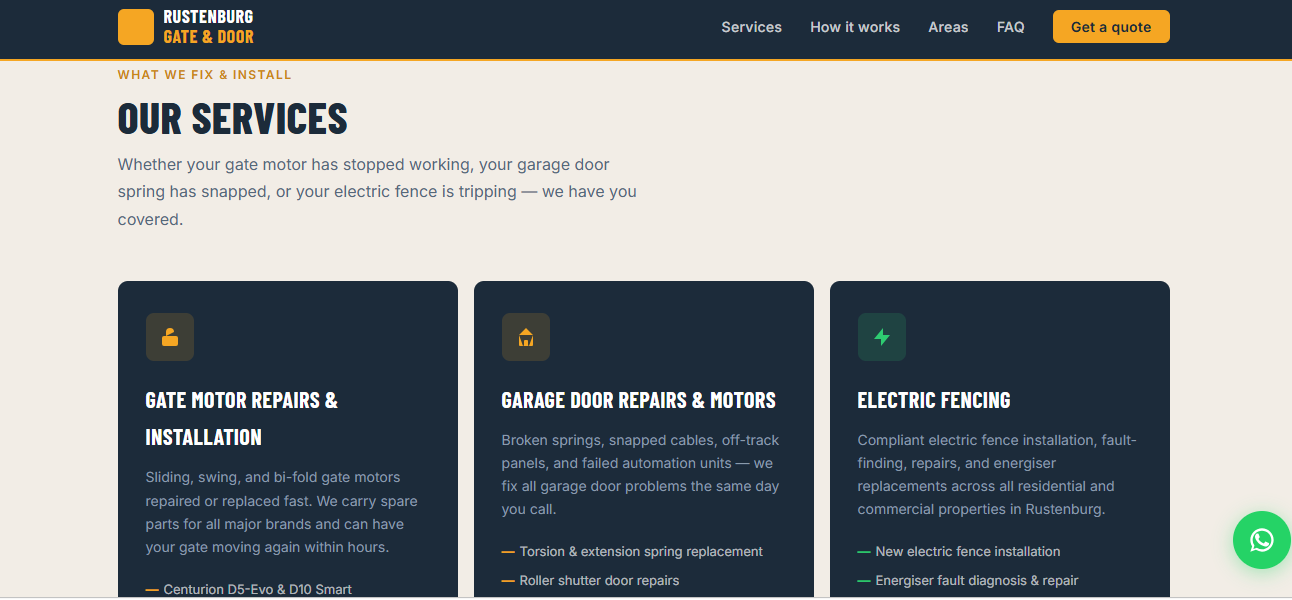 RUSTENBURG
GATE & DOOR
Services How it works Areas FAQ Get a quote
WHAT WE FIX & INSTALL
OUR SERVICES
Whether your gate motor has stopped working, your garage door
spring has snapped, or your electric fence is tripping — we have you
covered.
GATE MOTOR REPAIRS &
INSTALLATION
Sliding, swing, and bi-fold gate motors
repaired or replaced fast. We carry spare
parts for all major brands and can have
your gate moving again within hours.
— Centurion D5-Evo & D10 Smart
GARAGE DOOR REPAIRS & MOTORS
Broken springs, snapped cables, off-track
panels, and failed automation units — we
fix all garage door problems the same day
you call.
— Torsion & extension spring replacement
— Roller shutter door repairs
ELECTRIC FENCING
Compliant electric fence installation, fault-
finding, repairs, and energiser
replacements across all residential and
commercial properties in Rustenburg.
— New electric fence installation
— Energiser fault diagnosis & repair